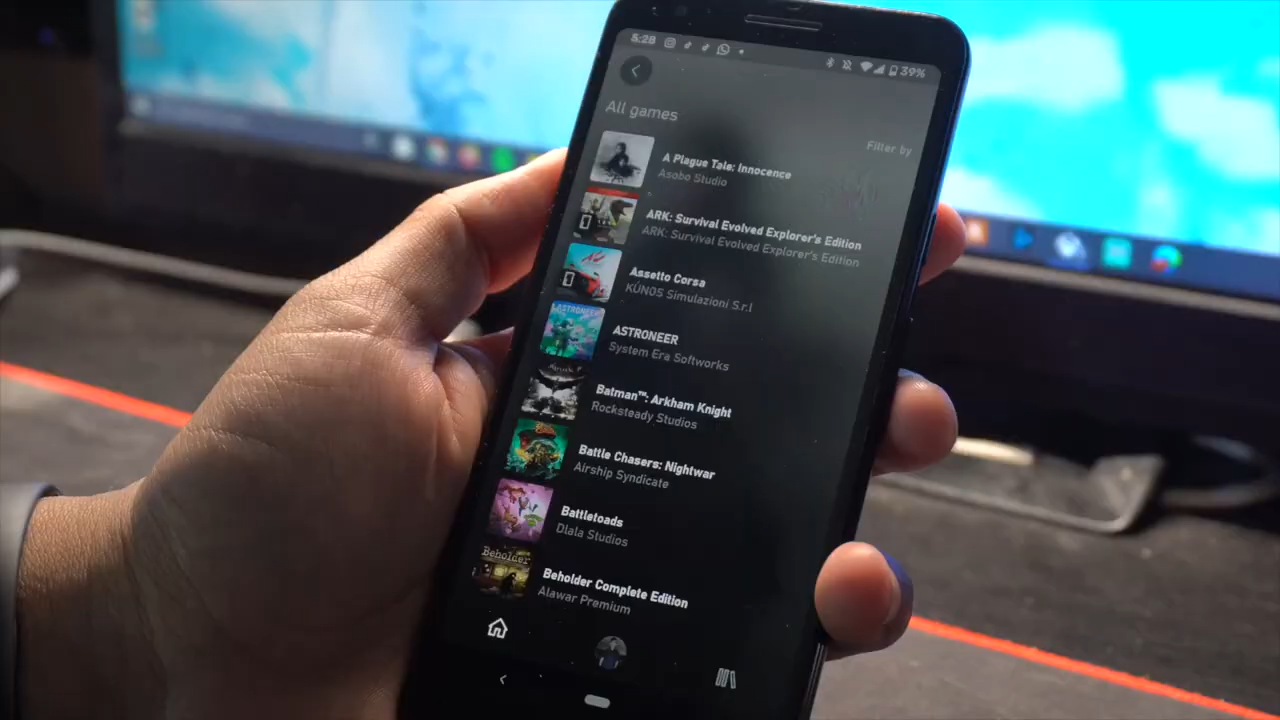 5:28
39%
All games
Filter by
A Plague Tale: Innocence
Asobo Studio
ARK: Survival Evolved Explorer's Edition
ARK: Survival Evolved Explorer's Edition
Assetto Corsa
KUNOS Simulazioni S.r.l
ASTRONEER
ASTRONEER
System Era Softworks
Batman™: Arkham Knight
Rocksteady Studios
Battle Chasers: Nightwar
Airship Syndicate
Battletoads
Dlala Studios
Beholder
Beholder Complete Edition
Alawar Premium